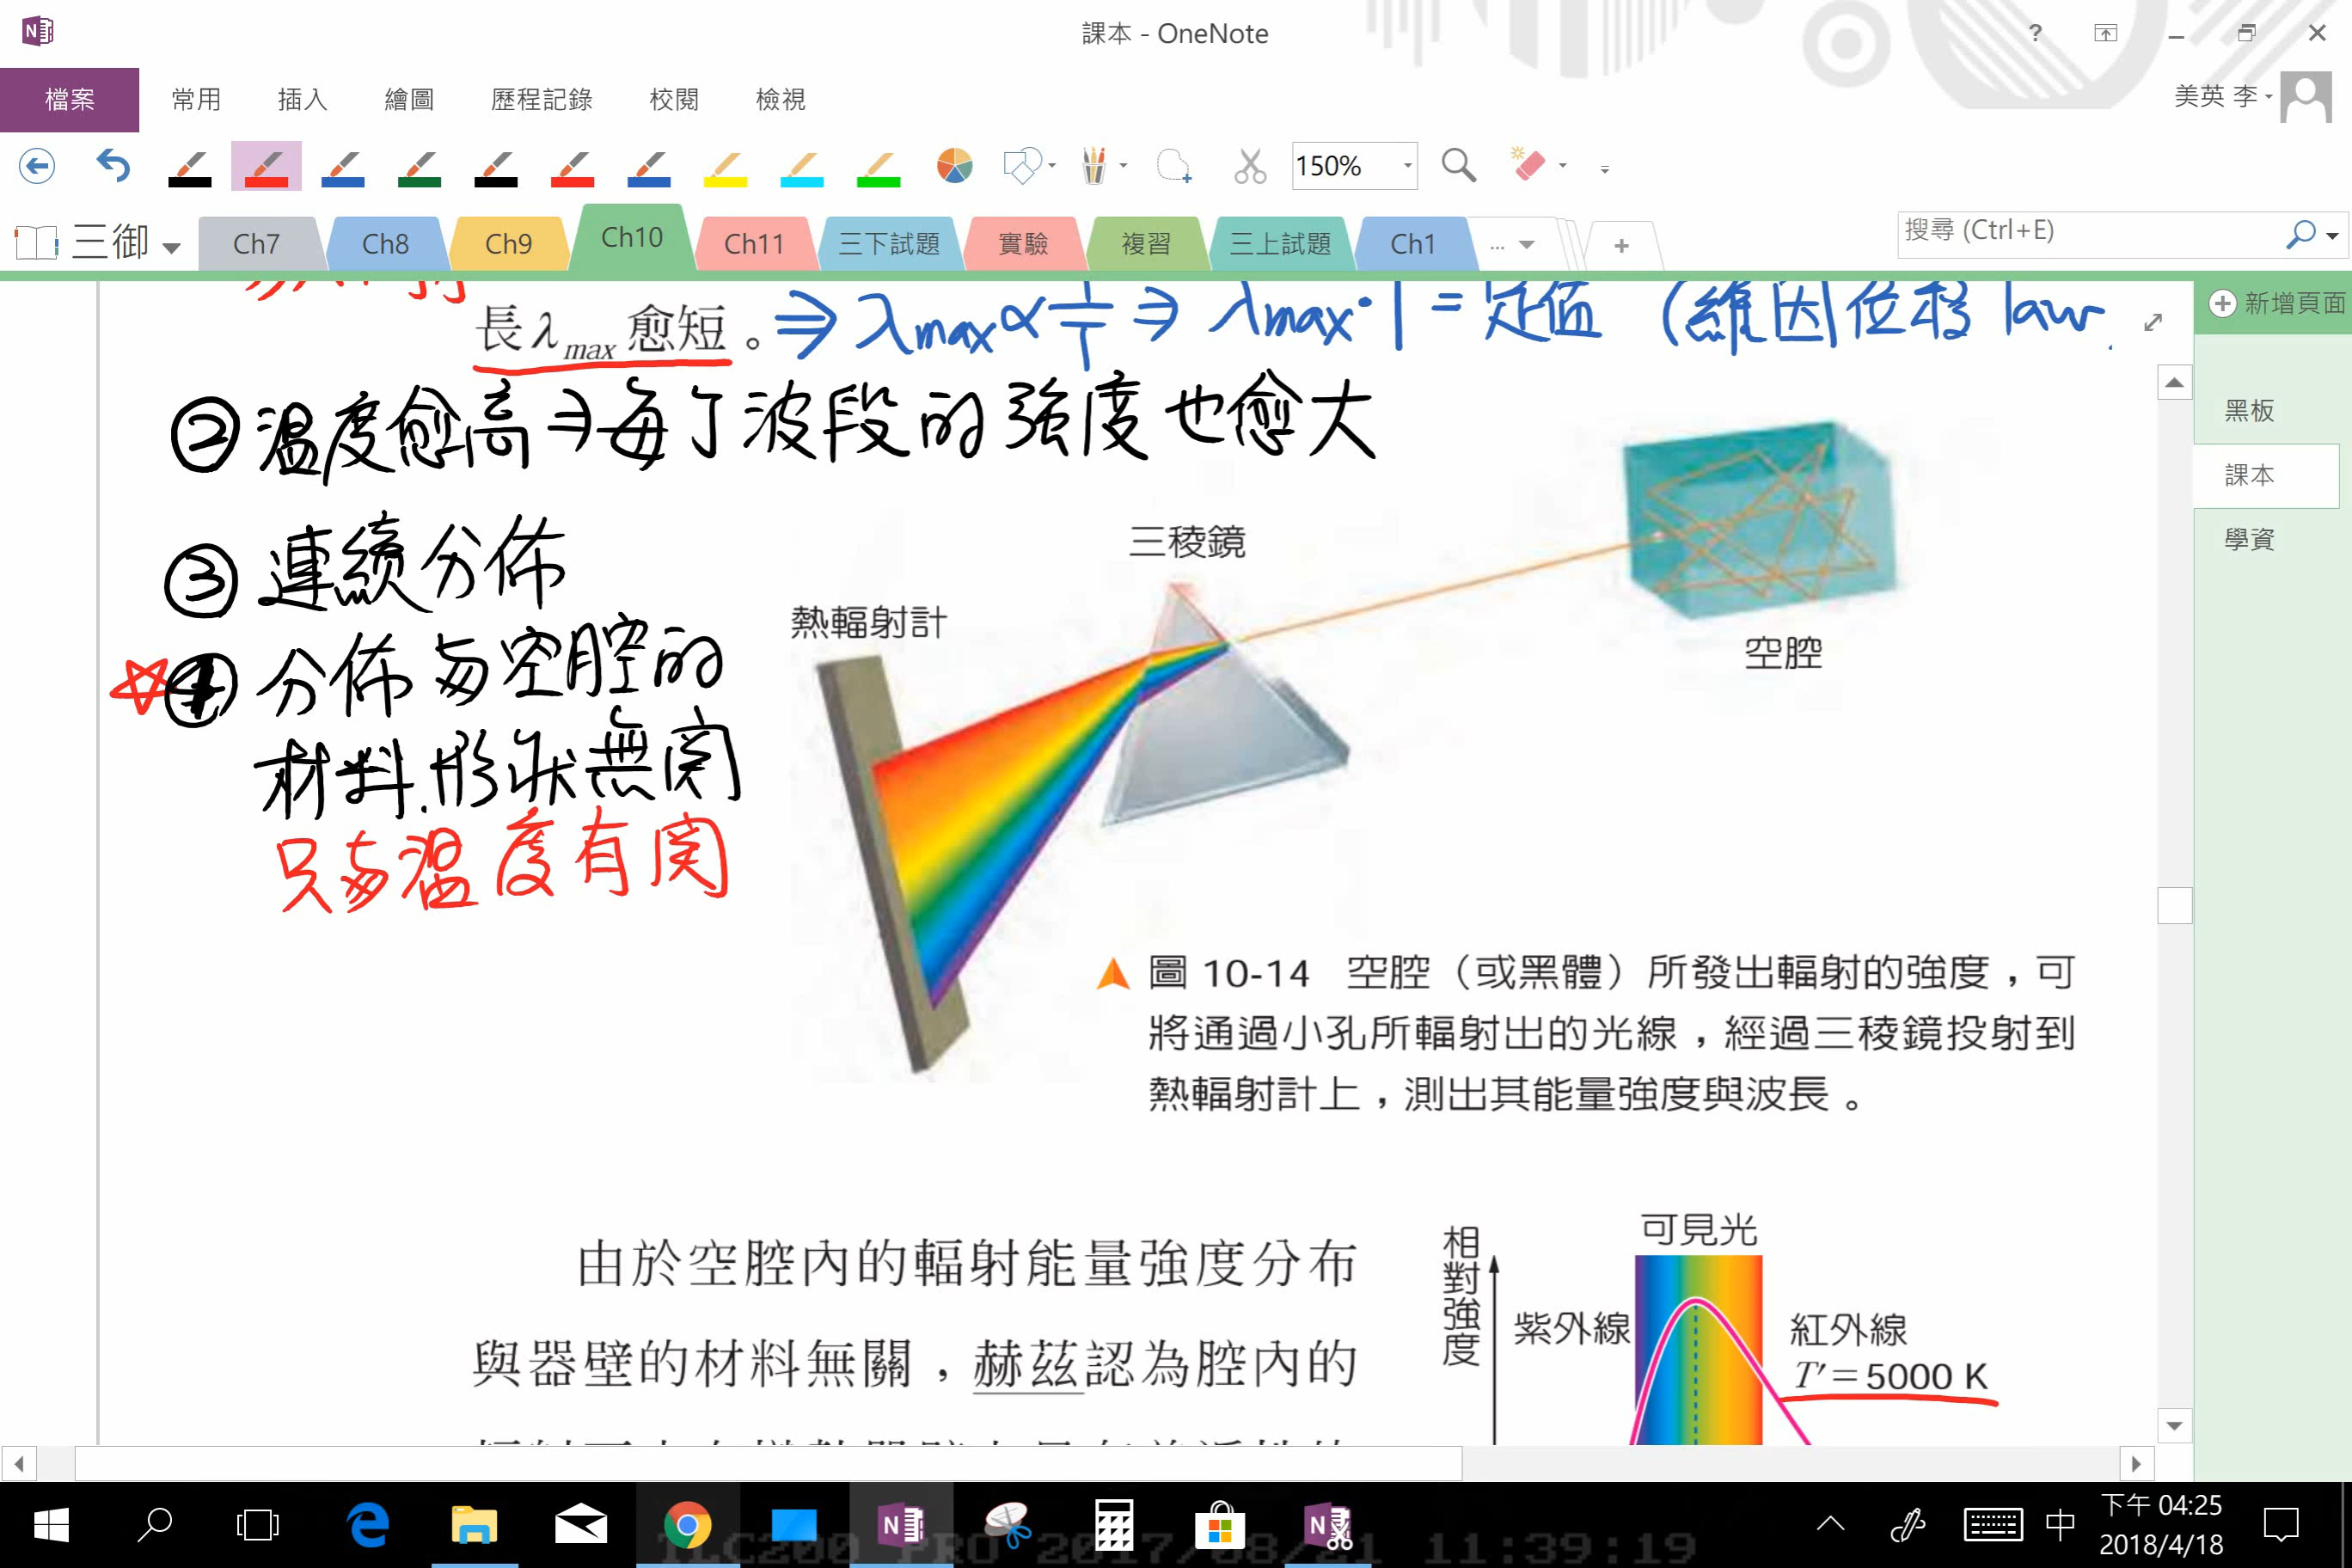 課本 - OneNote
?
檔案 常用 插入 繪圖 歷程記錄 校閱 檢視
美英 李
150%
三御 Ch7 Ch8 Ch9 Ch10 Ch11 三下試題 實驗 複習 三上試題 Ch1 ... +
搜尋 (Ctrl+E)
新增頁面
黑板
課本
學資
長 λmax 愈短。⇒ λmax ∝ 1/T ⇒ λmax·T = 定值 (維因位移 law
② 溫度愈高⇒每個波段的強度也愈大
③ 連續分佈
④ 分佈與空腔的
材料.形狀無関
只與溫度有関
三稜鏡
熱輻射計
空腔
圖 10-14 空腔(或黑體)所發出輻射的強度,可
將通過小孔所輻射出的光線,經過三稜鏡投射到
熱輻射計上,測出其能量強度與波長。
由於空腔內的輻射能量強度分布
與器壁的材料無關,赫茲認為腔內的
可見光
相對強度
紫外線
紅外線
T′ = 5000 K
中
下午 04:25
2018/4/18
TLC200 PRO 2017/08/21 11:39:19